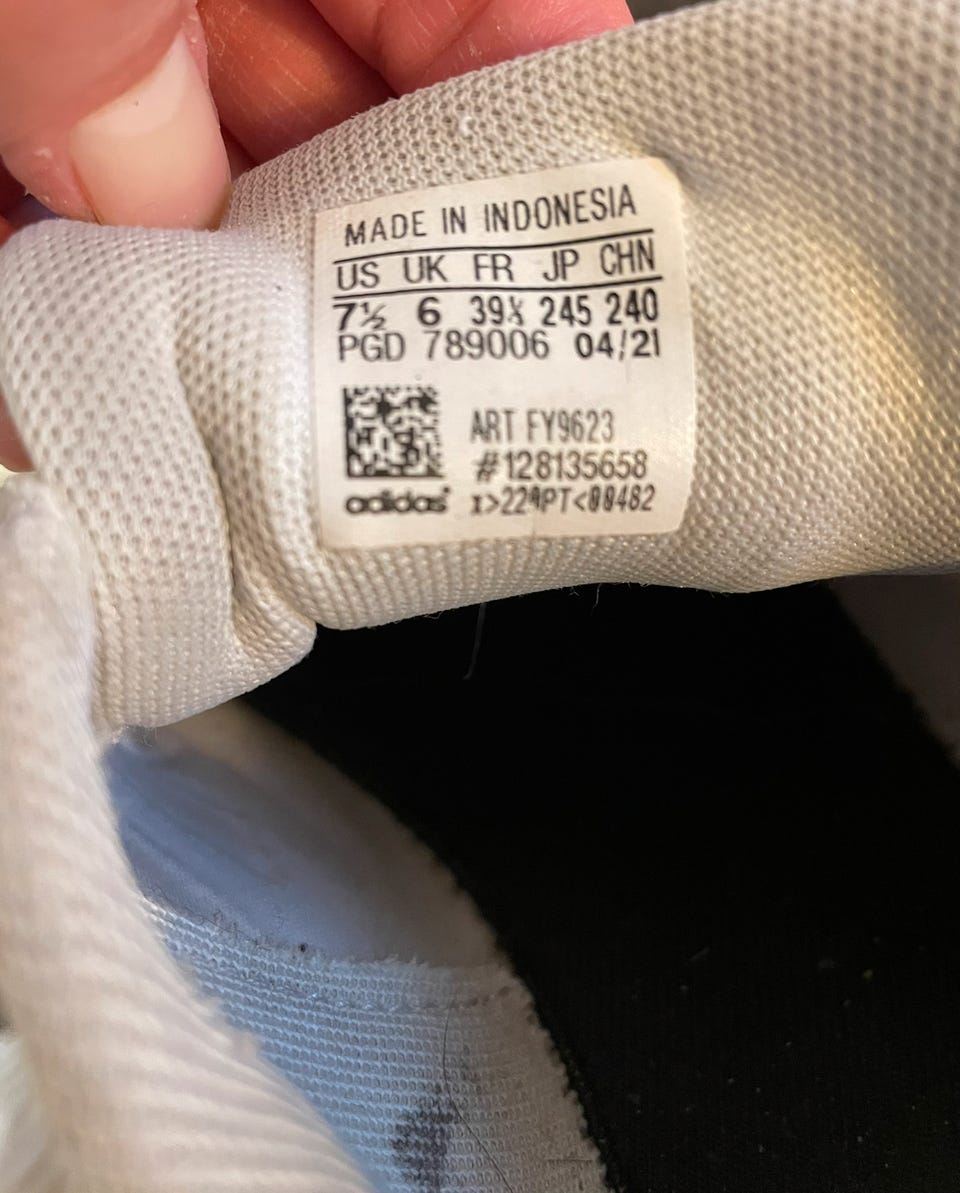 MADE IN INDONESIA
US UK FR JP CHN
7½ 6 39⅓ 245 240
PGD 789006 04/21
ART FY9623
#128135658
adidas